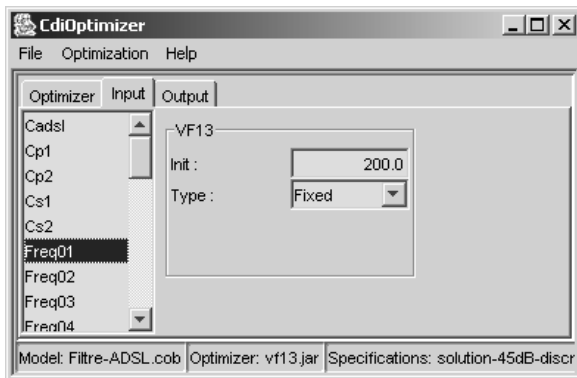 CdiOptimizer
File Optimization Help
Optimizer Input Output
Cadsl
Cp1
Cp2
Cs1
Cs2
Freq01
Freq02
Freq03
Freq04
VF13
Init : 200.0
Type : Fixed
Model: Filtre-ADSL.cob Optimizer: vf13.jar Specifications: solution-45dB-discr